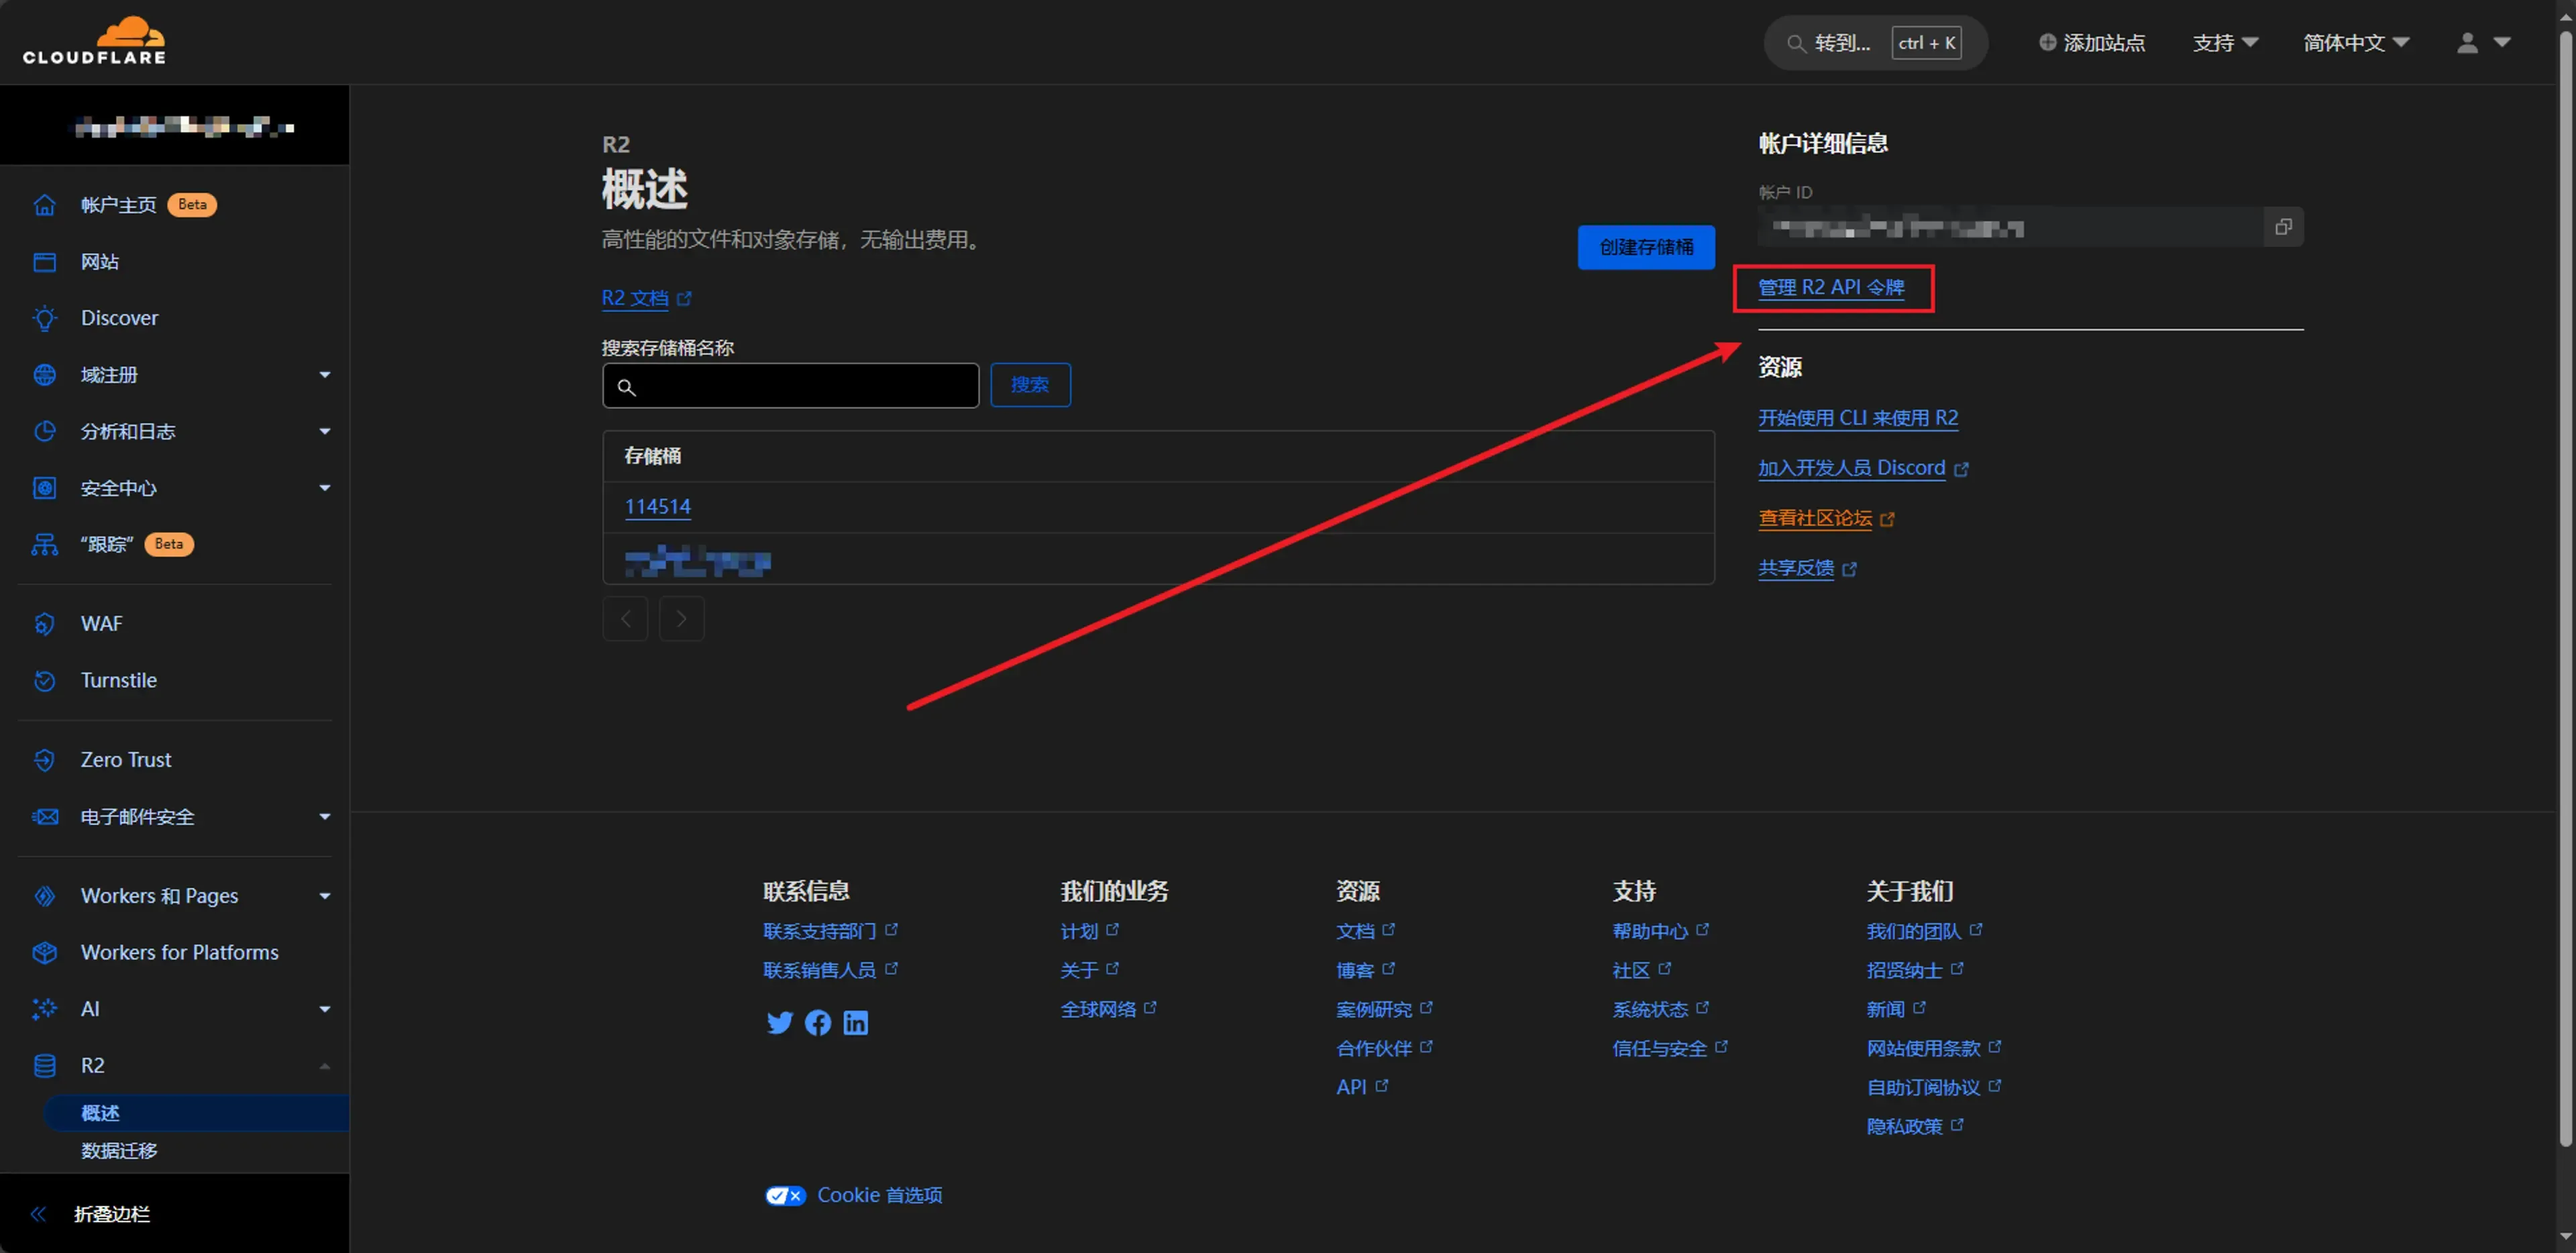 CLOUDFLARE
转到... ctrl + K
添加站点
支持
简体中文
帐户主页 Beta
网站
Discover
域注册
分析和日志
安全中心
“跟踪” Beta
WAF
Turnstile
Zero Trust
电子邮件安全
Workers 和 Pages
Workers for Platforms
AI
R2
概述
数据迁移
折叠边栏
R2
概述
高性能的文件和对象存储，无输出费用。
创建存储桶
R2 文档
搜索存储桶名称
搜索
存储桶
114514
帐户详细信息
帐户 ID
管理 R2 API 令牌
资源
开始使用 CLI 来使用 R2
加入开发人员 Discord
查看社区论坛
共享反馈
联系信息
联系支持部门
联系销售人员
我们的业务
计划
关于
全球网络
资源
文档
博客
案例研究
合作伙伴
API
支持
帮助中心
社区
系统状态
信任与安全
关于我们
我们的团队
招贤纳士
新闻
网站使用条款
自助订阅协议
隐私政策
Cookie 首选项